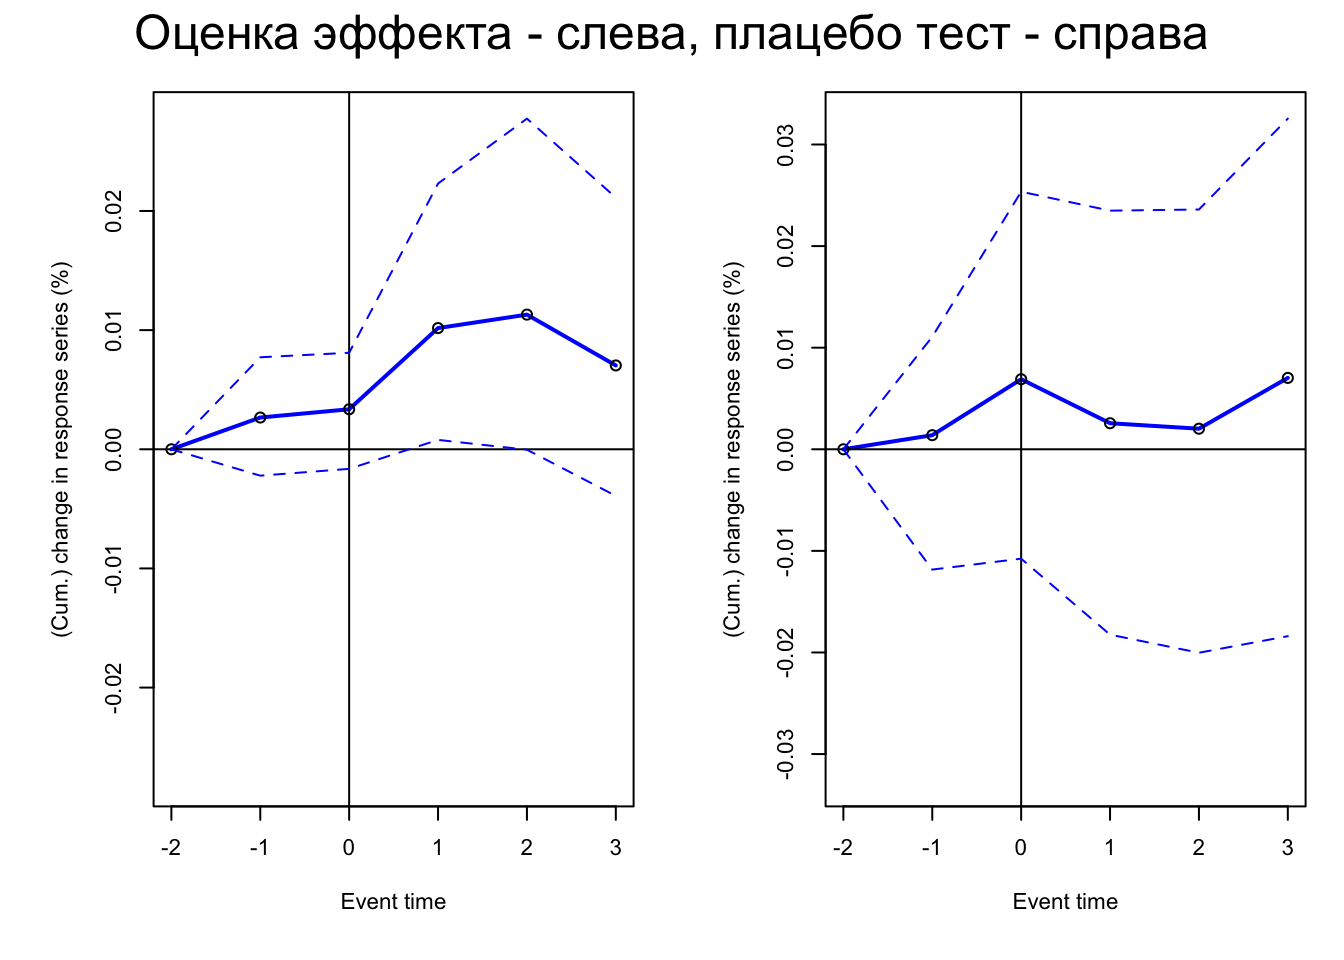 Оценка эффекта - слева, плацебо тест - справа
(Cum.) change in response series (%)
0.02
0.01
0.00
-0.01
-0.02
-2 -1 0 1 2 3
Event time
(Cum.) change in response series (%)
0.03
0.02
0.01
0.00
-0.01
-0.02
-0.03
-2 -1 0 1 2 3
Event time